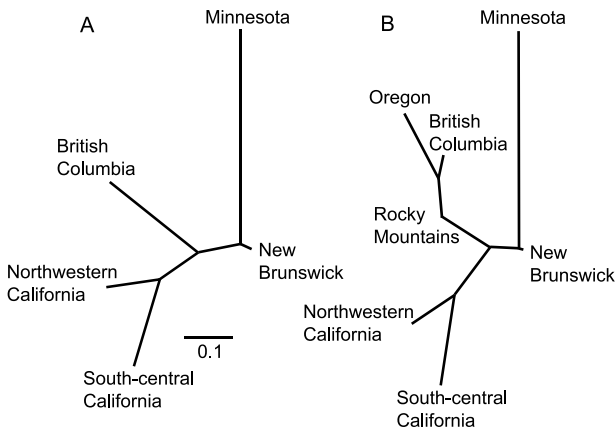 A
Minnesota
British
Columbia
Northwestern
California
South-central
California
New
Brunswick
0.1
B
Minnesota
Oregon
British
Columbia
Rocky
Mountains
New
Brunswick
Northwestern
California
South-central
California